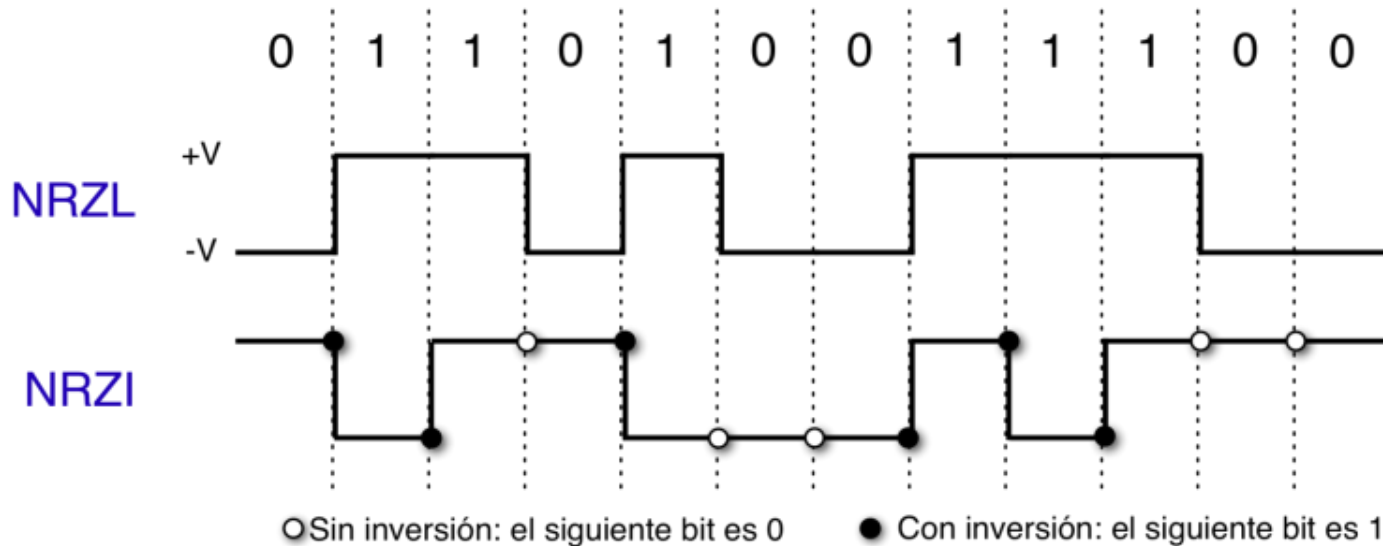 0 1 1 0 1 0 0 1 1 1 0 0
+V
NRZL
-V
NRZI
Sin inversión: el siguiente bit es 0
Con inversión: el siguiente bit es 1